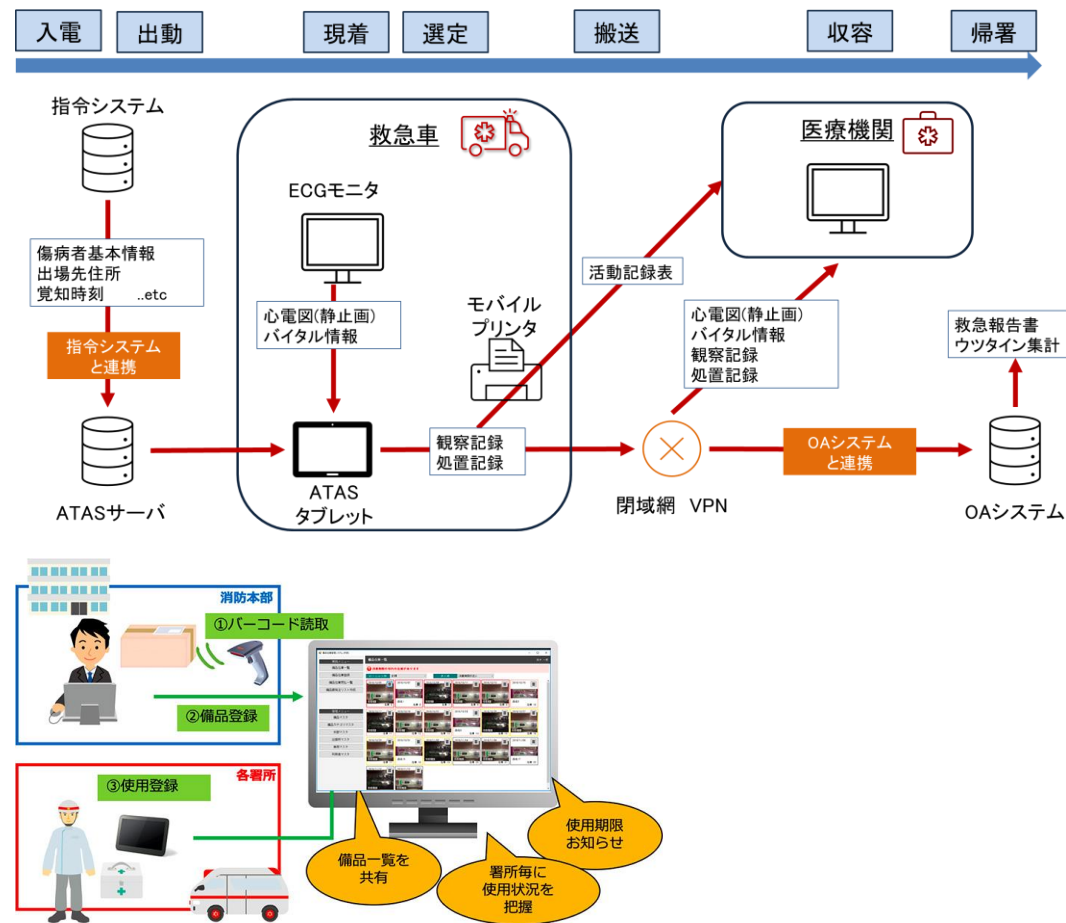 入電
出動
現着
選定
搬送
収容
帰署
指令システム
傷病者基本情報
出場先住所
覚知時刻 ..etc
指令システム
と連携
ATASサーバ
救急車
ECGモニタ
心電図(静止画)
バイタル情報
モバイル
プリンタ
ATAS
タブレット
観察記録
処置記録
活動記録表
医療機関
心電図(静止画)
バイタル情報
観察記録
処置記録
閉域網 VPN
OAシステム
と連携
救急報告書
ウツタイン集計
OAシステム
消防本部
①バーコード読取
②備品登録
各署所
③使用登録
備品一覧を
共有
署所毎に
使用状況を
把握
使用期限
お知らせ